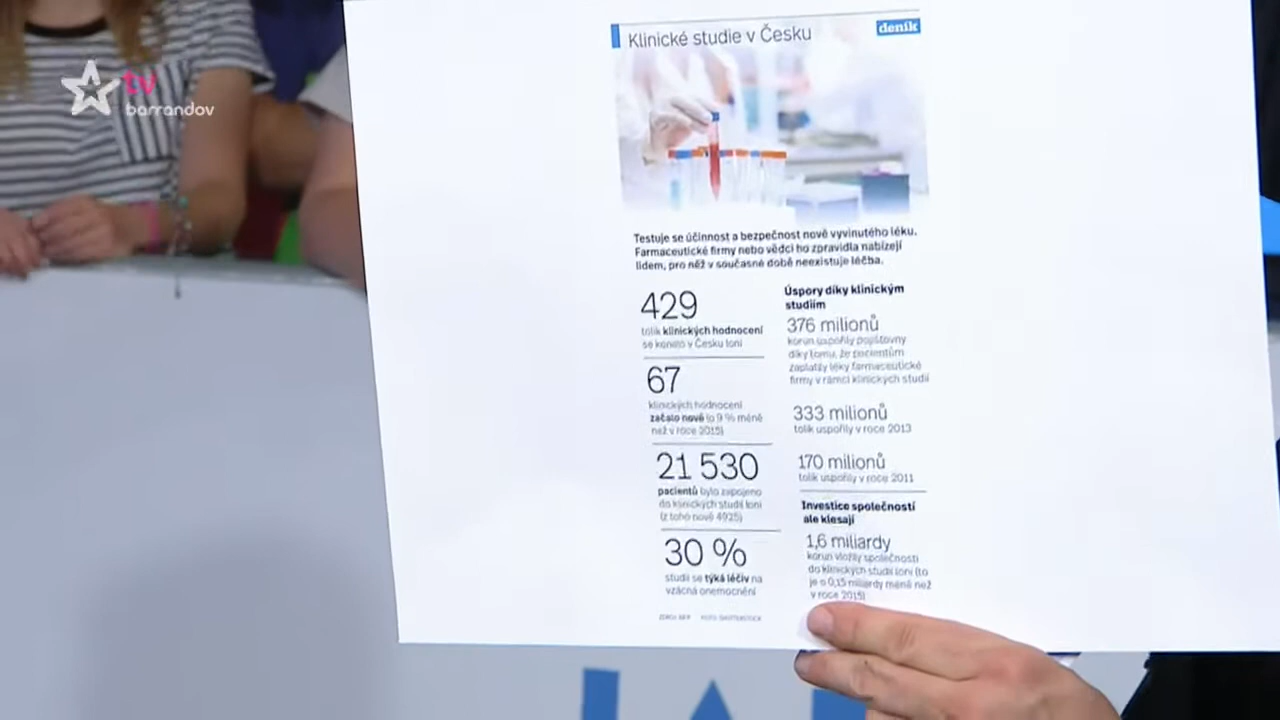 tv
barrandov
Klinické studie v Česku
deník
Testuje se účinnost a bezpečnost nově vyvinutého léku.
Farmaceutické firmy nebo vědci ho zpravidla nabízejí
lidem, pro něž v současné době neexistuje léčba.
429
tolik klinických hodnocení
se konalo v Česku loni
67
klinických hodnocení
začalo nově (o 9 % méně
než v roce 2015)
21 530
pacientů bylo zapojeno
do klinických studií loni
(z toho nově 4925)
30 %
studií se týká léčiv na
vzácná onemocnění
Úspory díky klinickým
studiím
376 milionů
korun uspořily pojišťovny
díky tomu, že pacientům
zaplatily léky farmaceutické
firmy v rámci klinických studií
333 milionů
tolik uspořily v roce 2013
170 milionů
tolik uspořily v roce 2011
Investice společností
ale klesají
1,6 miliardy
korun vložily společnosti
do klinických studií loni (to
je o 0,15 miliardy méně než
v roce 2015)